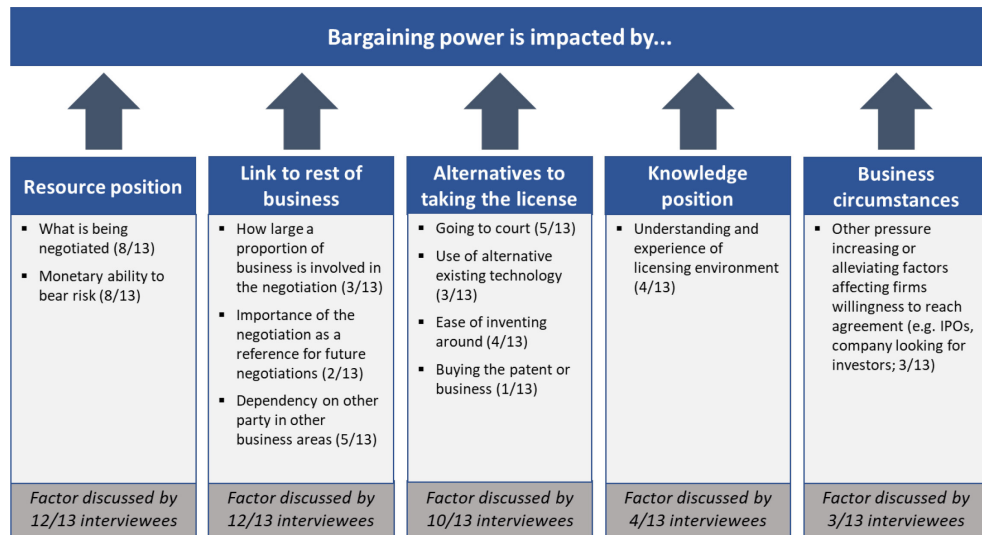 Bargaining power is impacted by...
Resource position
▪ What is being
negotiated (8/13)
▪ Monetary ability to
bear risk (8/13)
Factor discussed by
12/13 interviewees
Link to rest of
business
▪ How large a
proportion of
business is involved in
the negotiation (3/13)
▪ Importance of the
negotiation as a
reference for future
negotiations (2/13)
▪ Dependency on other
party in other
business areas (5/13)
Factor discussed by
12/13 interviewees
Alternatives to
taking the license
▪ Going to court (5/13)
▪ Use of alternative
existing technology
(3/13)
▪ Ease of inventing
around (4/13)
▪ Buying the patent or
business (1/13)
Factor discussed by
10/13 interviewees
Knowledge
position
▪ Understanding and
experience of
licensing environment
(4/13)
Factor discussed by
4/13 interviewees
Business
circumstances
▪ Other pressure
increasing or
alleviating factors
affecting firms
willingness to reach
agreement (e.g. IPOs,
company looking for
investors; 3/13)
Factor discussed by
3/13 interviewees